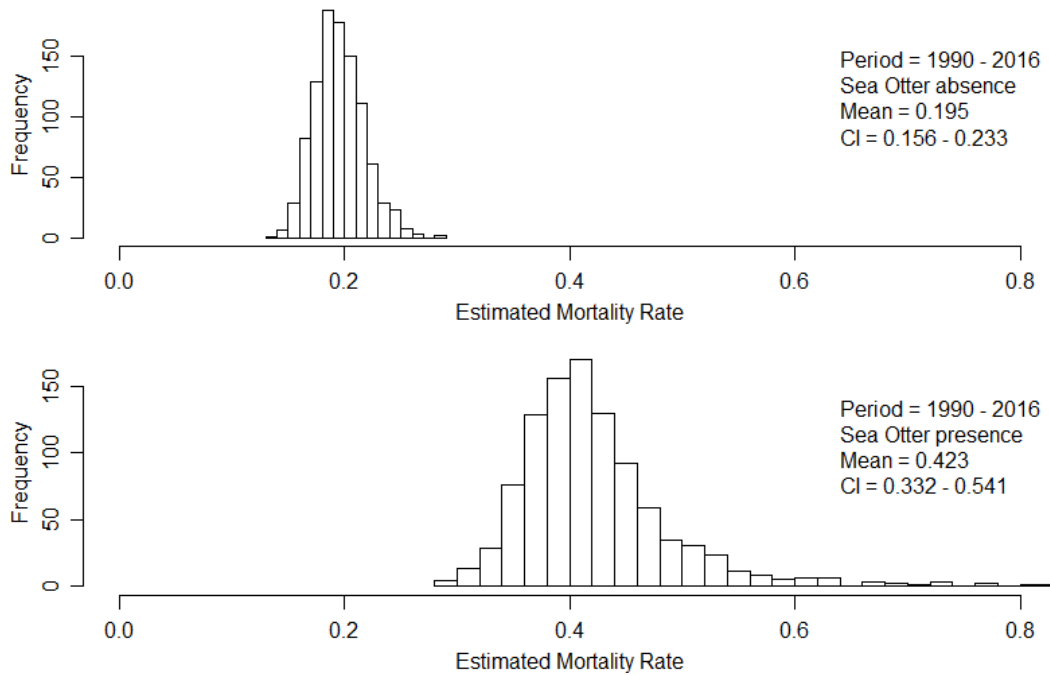 Frequency
150
100
50
0
Period = 1990 - 2016
Sea Otter absence
Mean = 0.195
CI = 0.156 - 0.233
0.0 0.2 0.4 0.6 0.8
Estimated Mortality Rate
Frequency
150
100
50
0
Period = 1990 - 2016
Sea Otter presence
Mean = 0.423
CI = 0.332 - 0.541
0.0 0.2 0.4 0.6 0.8
Estimated Mortality Rate